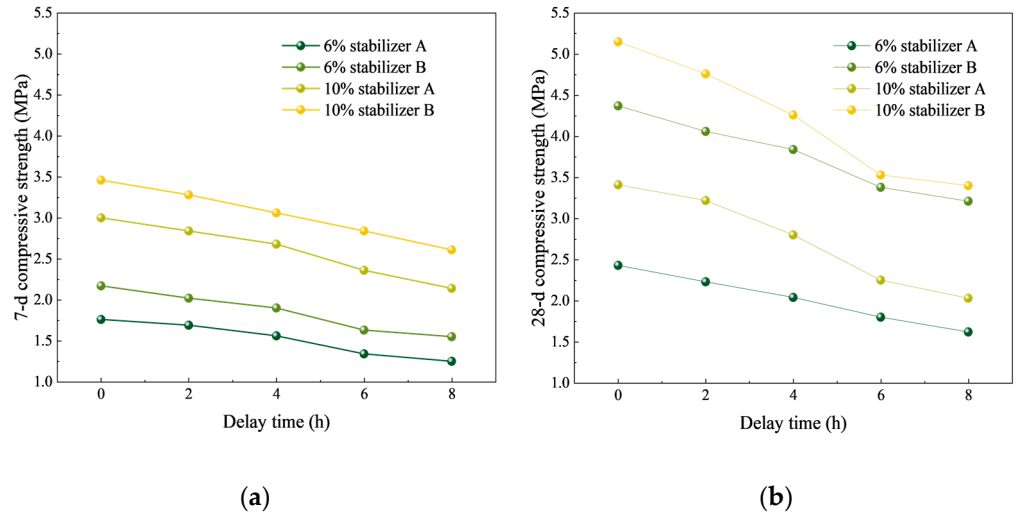 5.5
5.0
4.5
4.0
3.5
3.0
2.5
2.0
1.5
1.0
7-d compressive strength (MPa)
6% stabilizer A
6% stabilizer B
10% stabilizer A
10% stabilizer B
0 2 4 6 8
Delay time (h)
(a)
5.5
5.0
4.5
4.0
3.5
3.0
2.5
2.0
1.5
1.0
28-d compressive strength (MPa)
6% stabilizer A
6% stabilizer B
10% stabilizer A
10% stabilizer B
0 2 4 6 8
Delay time (h)
(b)